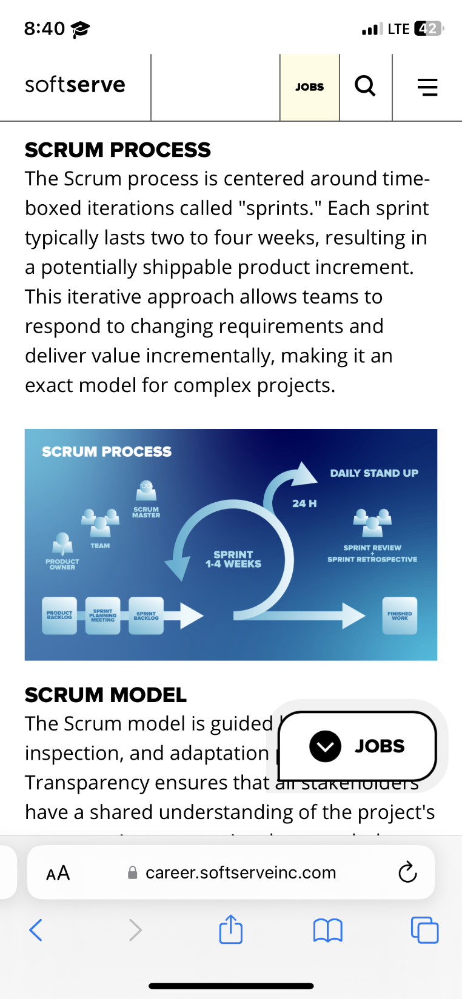 8:40
LTE 42
softserve
JOBS
SCRUM PROCESS
The Scrum process is centered around time-
boxed iterations called "sprints." Each sprint
typically lasts two to four weeks, resulting in
a potentially shippable product increment.
This iterative approach allows teams to
respond to changing requirements and
deliver value incrementally, making it an
exact model for complex projects.
SCRUM PROCESS
DAILY STAND UP
24 H
SCRUM
MASTER
TEAM
PRODUCT
OWNER
SPRINT
1-4 WEEKS
SPRINT REVIEW
+
SPRINT RETROSPECTIVE
PRODUCT
BACKLOG
SPRINT
PLANNING
MEETING
SPRINT
BACKLOG
FINISHED
WORK
SCRUM MODEL
The Scrum model is guided
inspection, and adaptation
JOBS
Transparency ensures that all stakeholders
have a shared understanding of the project's
AA
career.softserveinc.com